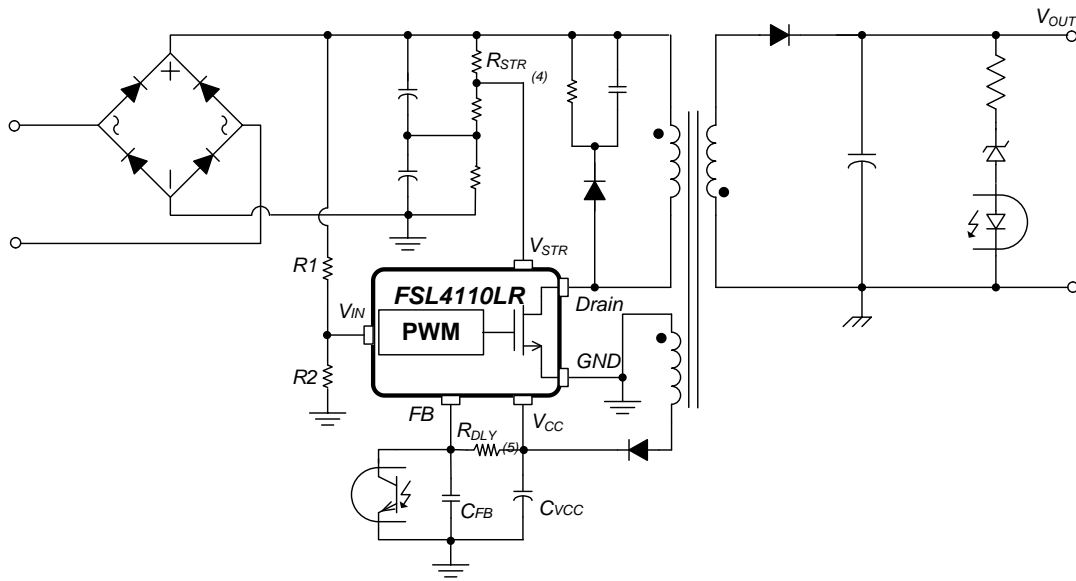 VOUT
RSTR (4)
+
~
~
−
VSTR
R1
FSL4110LR
Drain
VIN
PWM
GND
R2
FB
VCC
RDLY (5)
CFB
CVCC